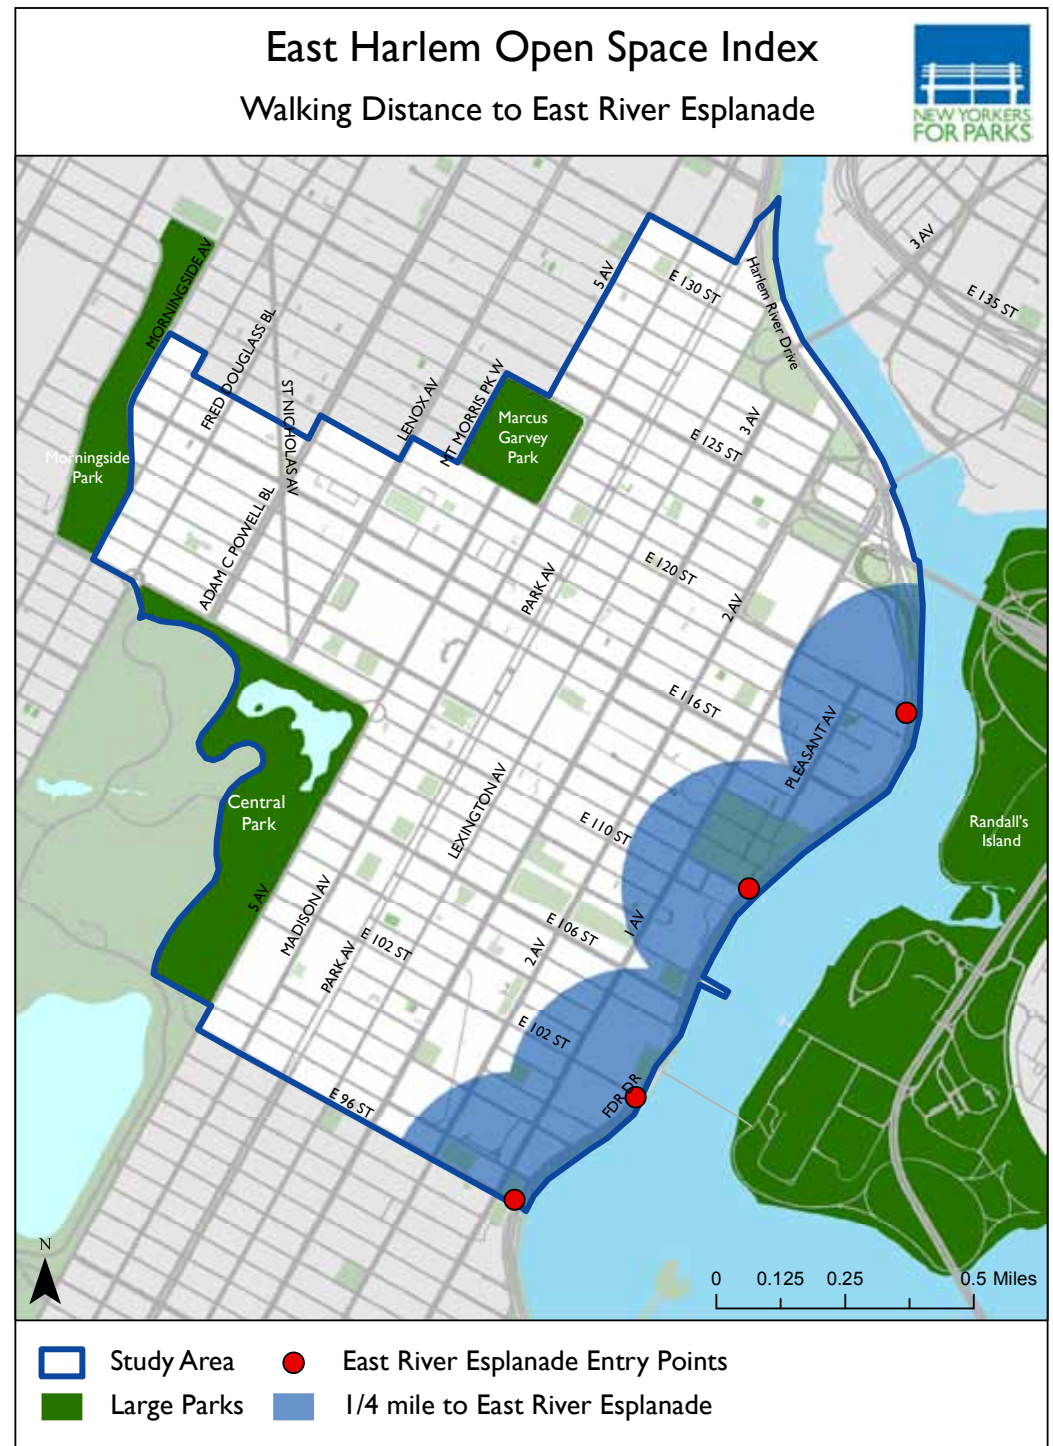 East Harlem Open Space Index
Walking Distance to East River Esplanade
NEW YORKERS
FOR PARKS
MORNINGSIDE AV
FRED DOUGLASS BL
ST NICHOLAS AV
LENOX AV
MT MORRIS PK W
5 AV
E 130 ST
Harlem River Drive
3 AV
E 135 ST
Marcus
Garvey
Park
3 AV
E 125 ST
Morningside
Park
ADAM C POWELL BL
PARK AV
E 120 ST
2 AV
E 116 ST
PLEASANT AV
Central
Park
LEXINGTON AV
E 110 ST
Randall's
Island
5 AV
MADISON AV
PARK AV
E 102 ST
2 AV
E 106 ST
1 AV
E 102 ST
FDR DR
E 96 ST
N
0 0.125 0.25 0.5 Miles
Study Area
East River Esplanade Entry Points
Large Parks
1/4 mile to East River Esplanade